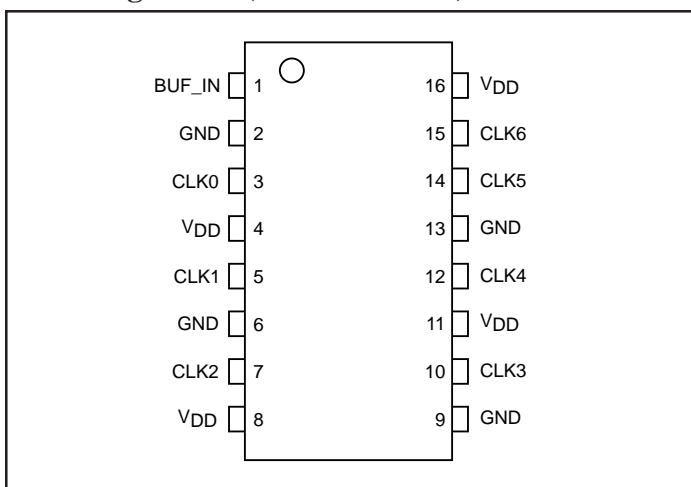 BUF_IN 1 16 VDD
GND 2 15 CLK6
CLK0 3 14 CLK5
VDD 4 13 GND
CLK1 5 12 CLK4
GND 6 11 VDD
CLK2 7 10 CLK3
VDD 8 9 GND